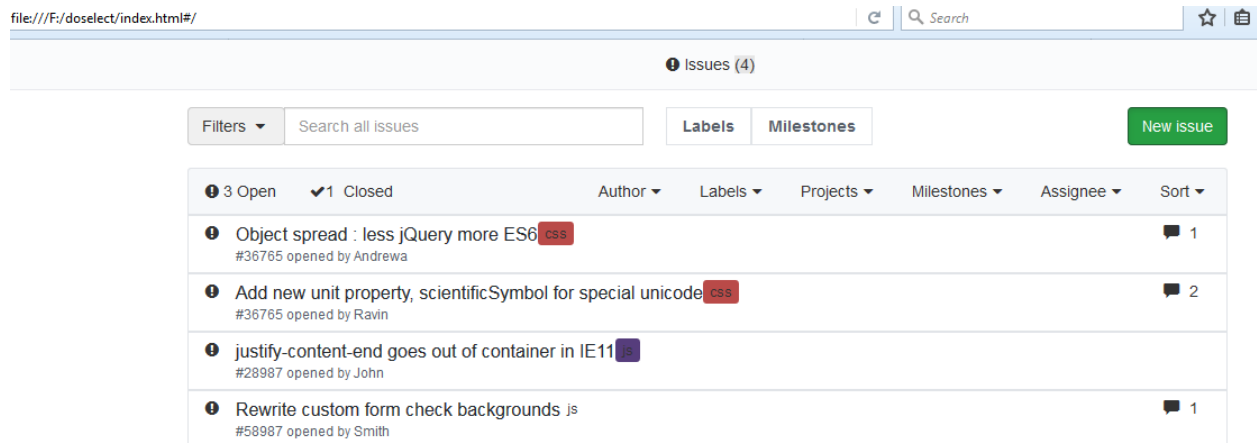 file:///F:/doselect/index.html#/ Search
Issues (4)
Filters Search all issues Labels Milestones New issue
3 Open 1 Closed Author Labels Projects Milestones Assignee Sort
Object spread : less jQuery more ES6 css 1
#36765 opened by Andrewa
Add new unit property, scientificSymbol for special unicode css 2
#36765 opened by Ravin
justify-content-end goes out of container in IE11 js
#28987 opened by John
Rewrite custom form check backgrounds js 1
#58987 opened by Smith